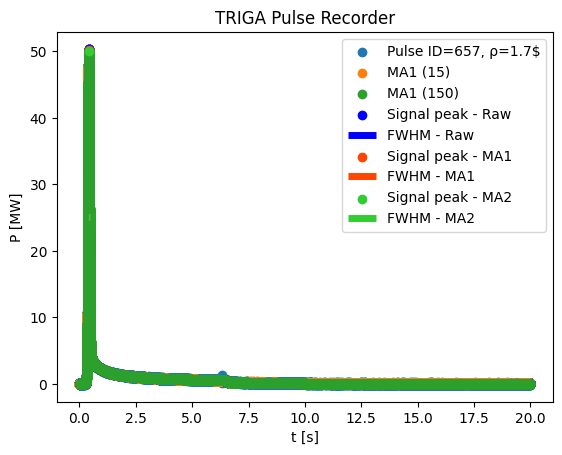 TRIGA Pulse Recorder
P [MW]
50
40
30
20
10
0
0.0 2.5 5.0 7.5 10.0 12.5 15.0 17.5 20.0
t [s]
Pulse ID=657, ρ=1.7$
MA1 (15)
MA1 (150)
Signal peak - Raw
FWHM - Raw
Signal peak - MA1
FWHM - MA1
Signal peak - MA2
FWHM - MA2